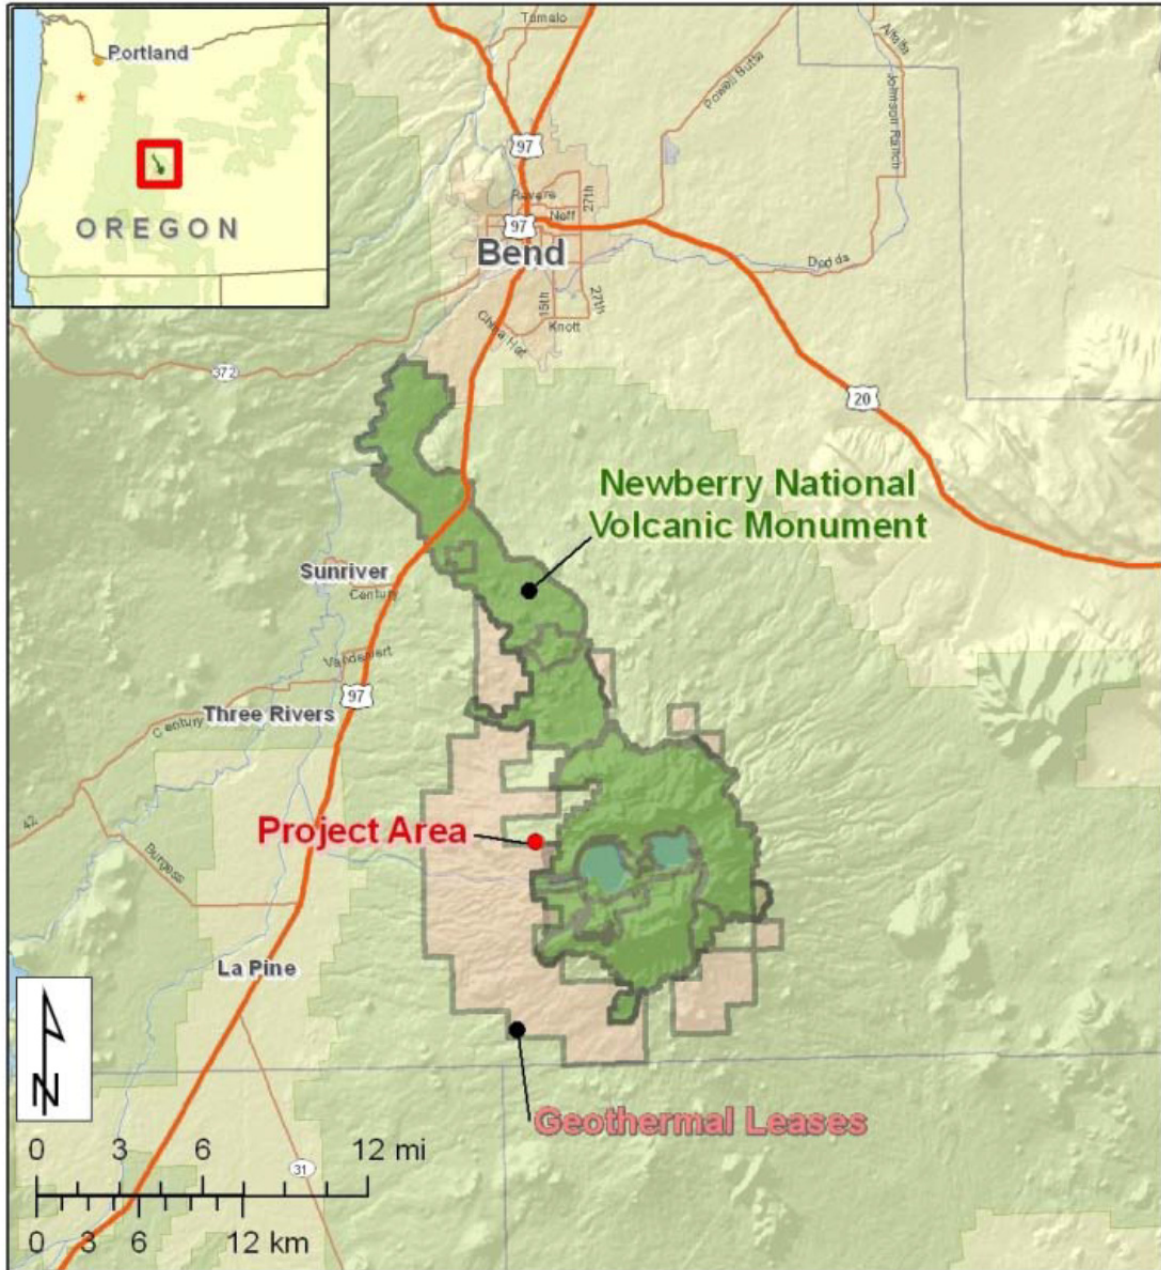 Portland
OREGON
Tumalo
Alfalfa
Powell Butte
Johnson Ranch
97
Revere
27th
Neff
97
Bend
Dodds
15th
27th
Knott
China Hat
372
20
Newberry National
Volcanic Monument
Sunriver
Century
Vandevert
97
Three Rivers
Century
42
Project Area
Burgess
La Pine
N
Geothermal Leases
0 3 6 12 mi
31
0 3 6 12 km